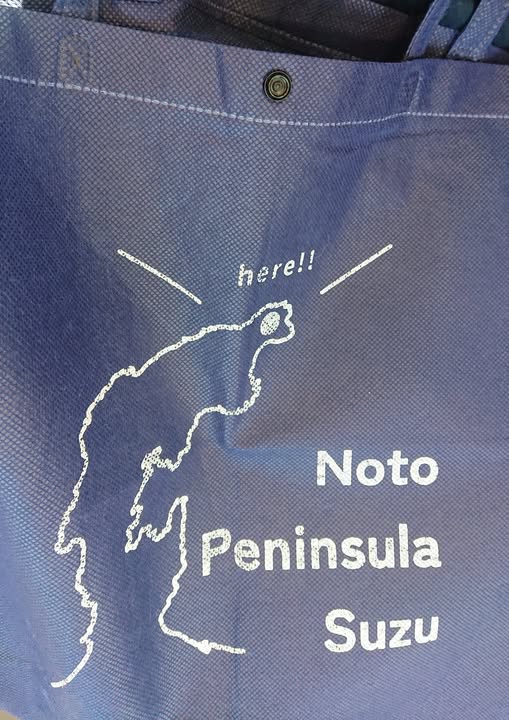 here!!
Noto
Peninsula
Suzu